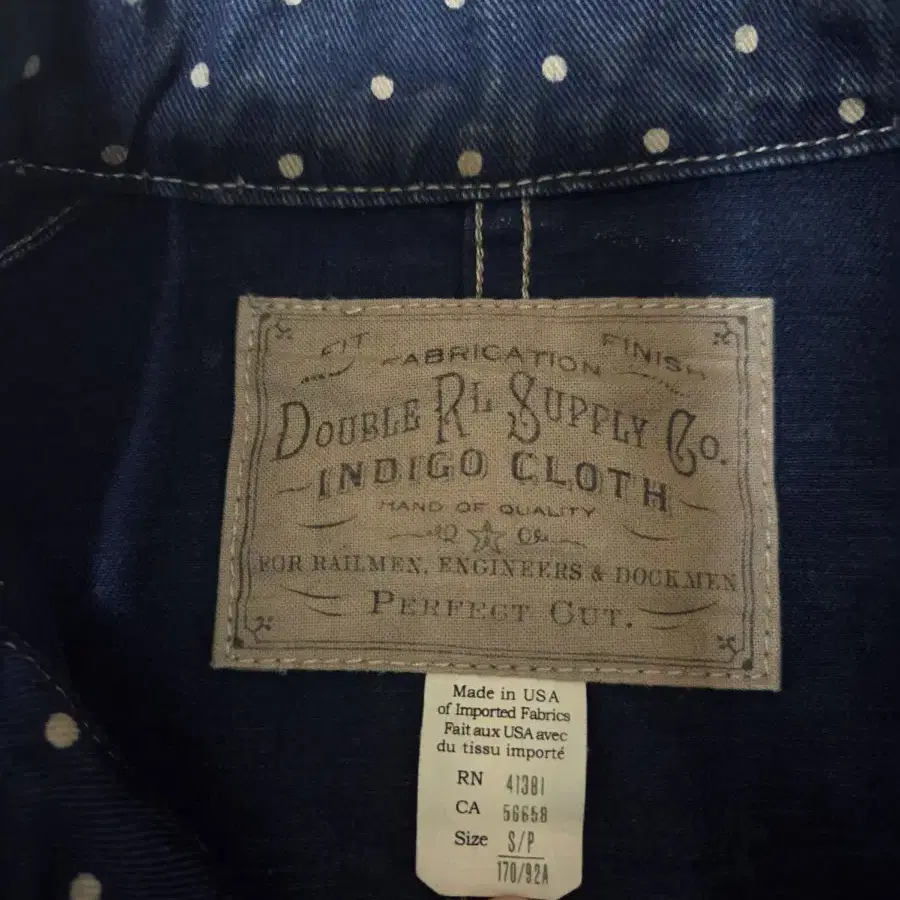 FIT FABRICATION FINISH
DOUBLE RL SUPPLY CO.
INDIGO CLOTH
HAND OF QUALITY
FOR RAILMEN, ENGINEERS & DOCKMEN
PERFECT CUT.
Made in USA
of Imported Fabrics
Fait aux USA avec
du tissu importé
RN 41381
CA 56658
Size S/P
170/92A